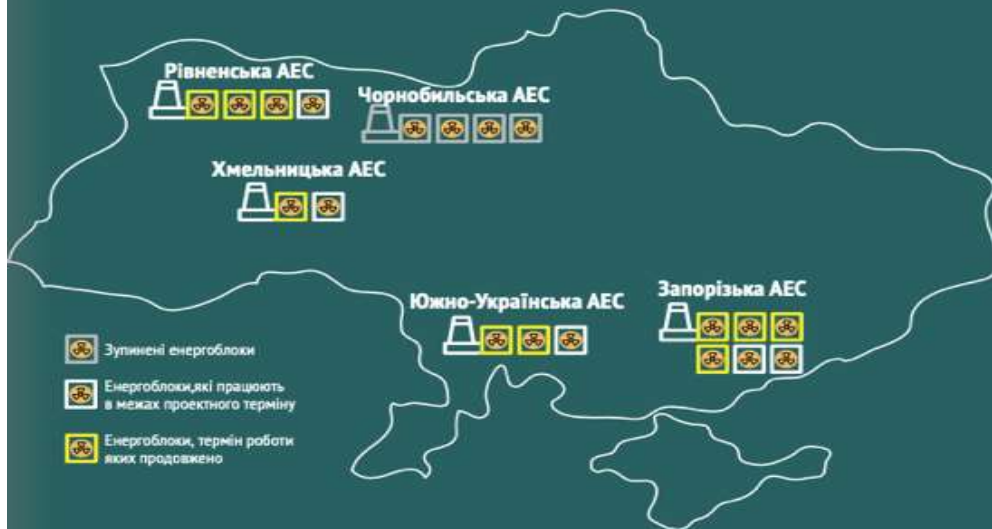 Рівненська АЕС
Чорнобильська АЕС
Хмельницька АЕС
Южно-Українська АЕС
Запорізька АЕС
Зупинені енергоблоки
Енергоблоки,які працюють
в межах проектного терміну
Енергоблоки, термін роботи
яких продовжено